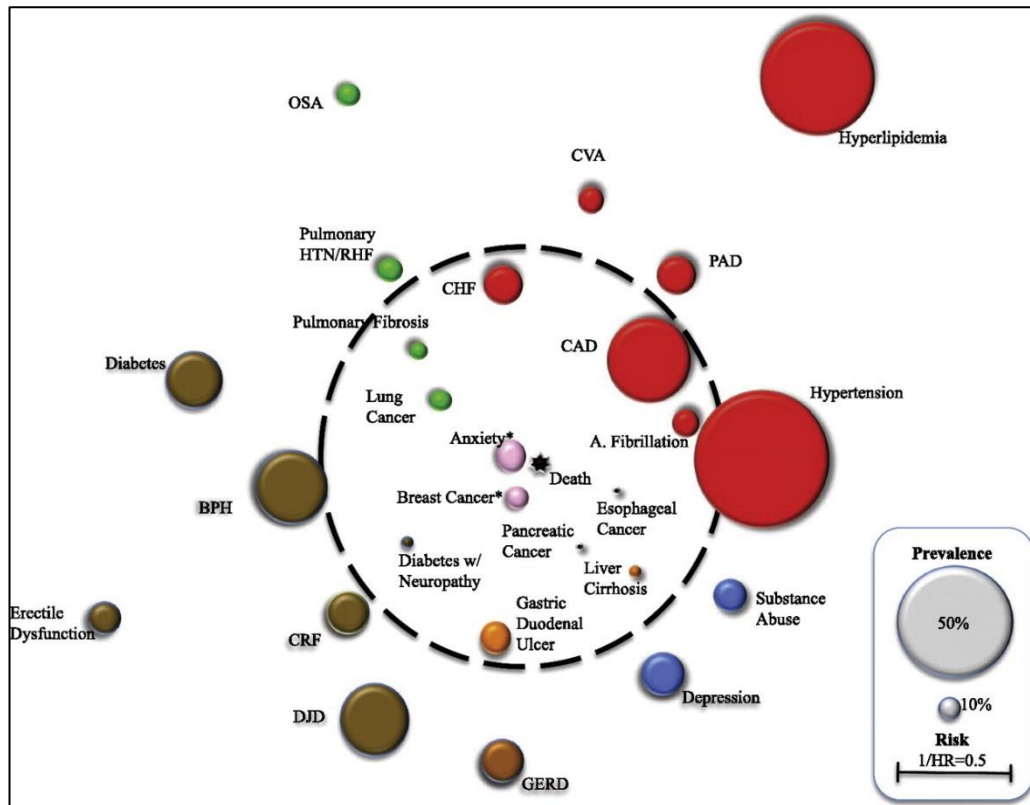 OSA
Hyperlipidemia
CVA
Pulmonary
HTN/RHF
PAD
CHF
Pulmonary Fibrosis
CAD
Diabetes
Hypertension
Lung
Cancer
A. Fibrillation
Anxiety*
Death
Breast Cancer*
Esophageal
Cancer
BPH
Pancreatic
Cancer
Diabetes w/
Neuropathy
Liver
Cirrhosis
Substance
Abuse
Erectile
Dysfunction
CRF
Gastric
Duodenal
Ulcer
Depression
DJD
GERD
Prevalence
50%
10%
Risk
1/HR=0.5